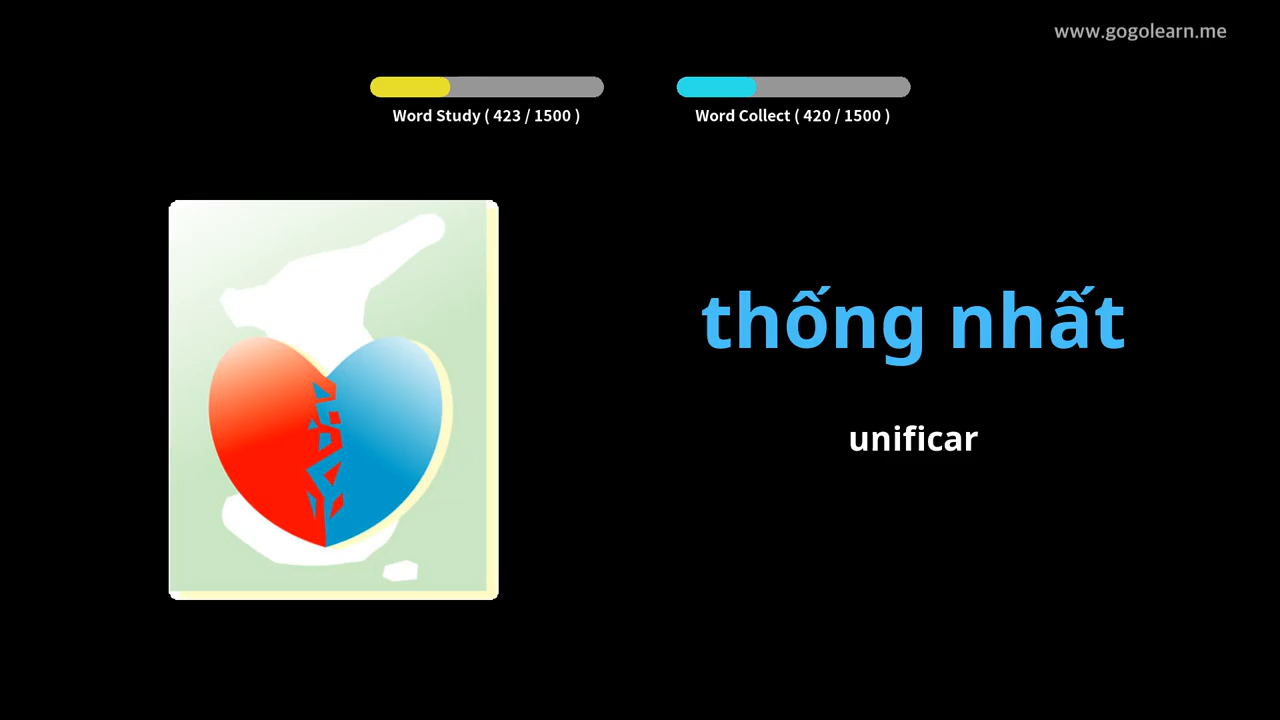 www.gogolearn.me
Word Study ( 423 / 1500 )
Word Collect ( 420 / 1500 )
thống nhất
unificar